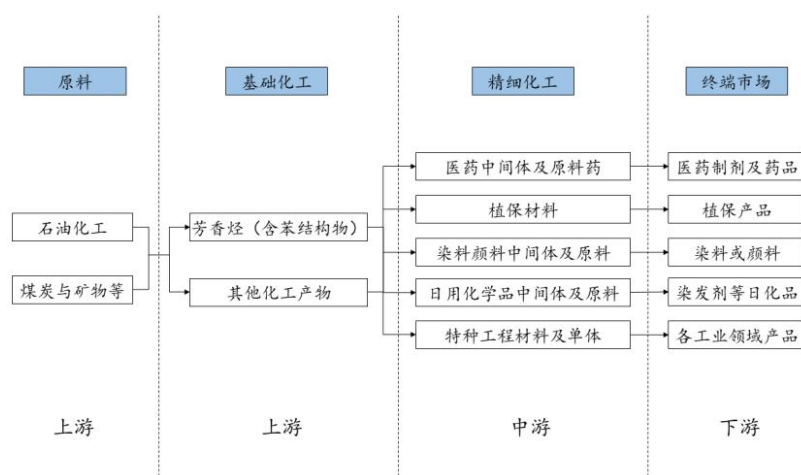 原料
基础化工
精细化工
终端市场
医药中间体及原料药
医药制剂及药品
植保材料
植保产品
石油化工
芳香烃（含苯结构物）
染料颜料中间体及原料
染料或颜料
煤炭与矿物等
其他化工产物
日用化学品中间体及原料
染发剂等日化品
特种工程材料及单体
各工业领域产品
上游
上游
中游
下游